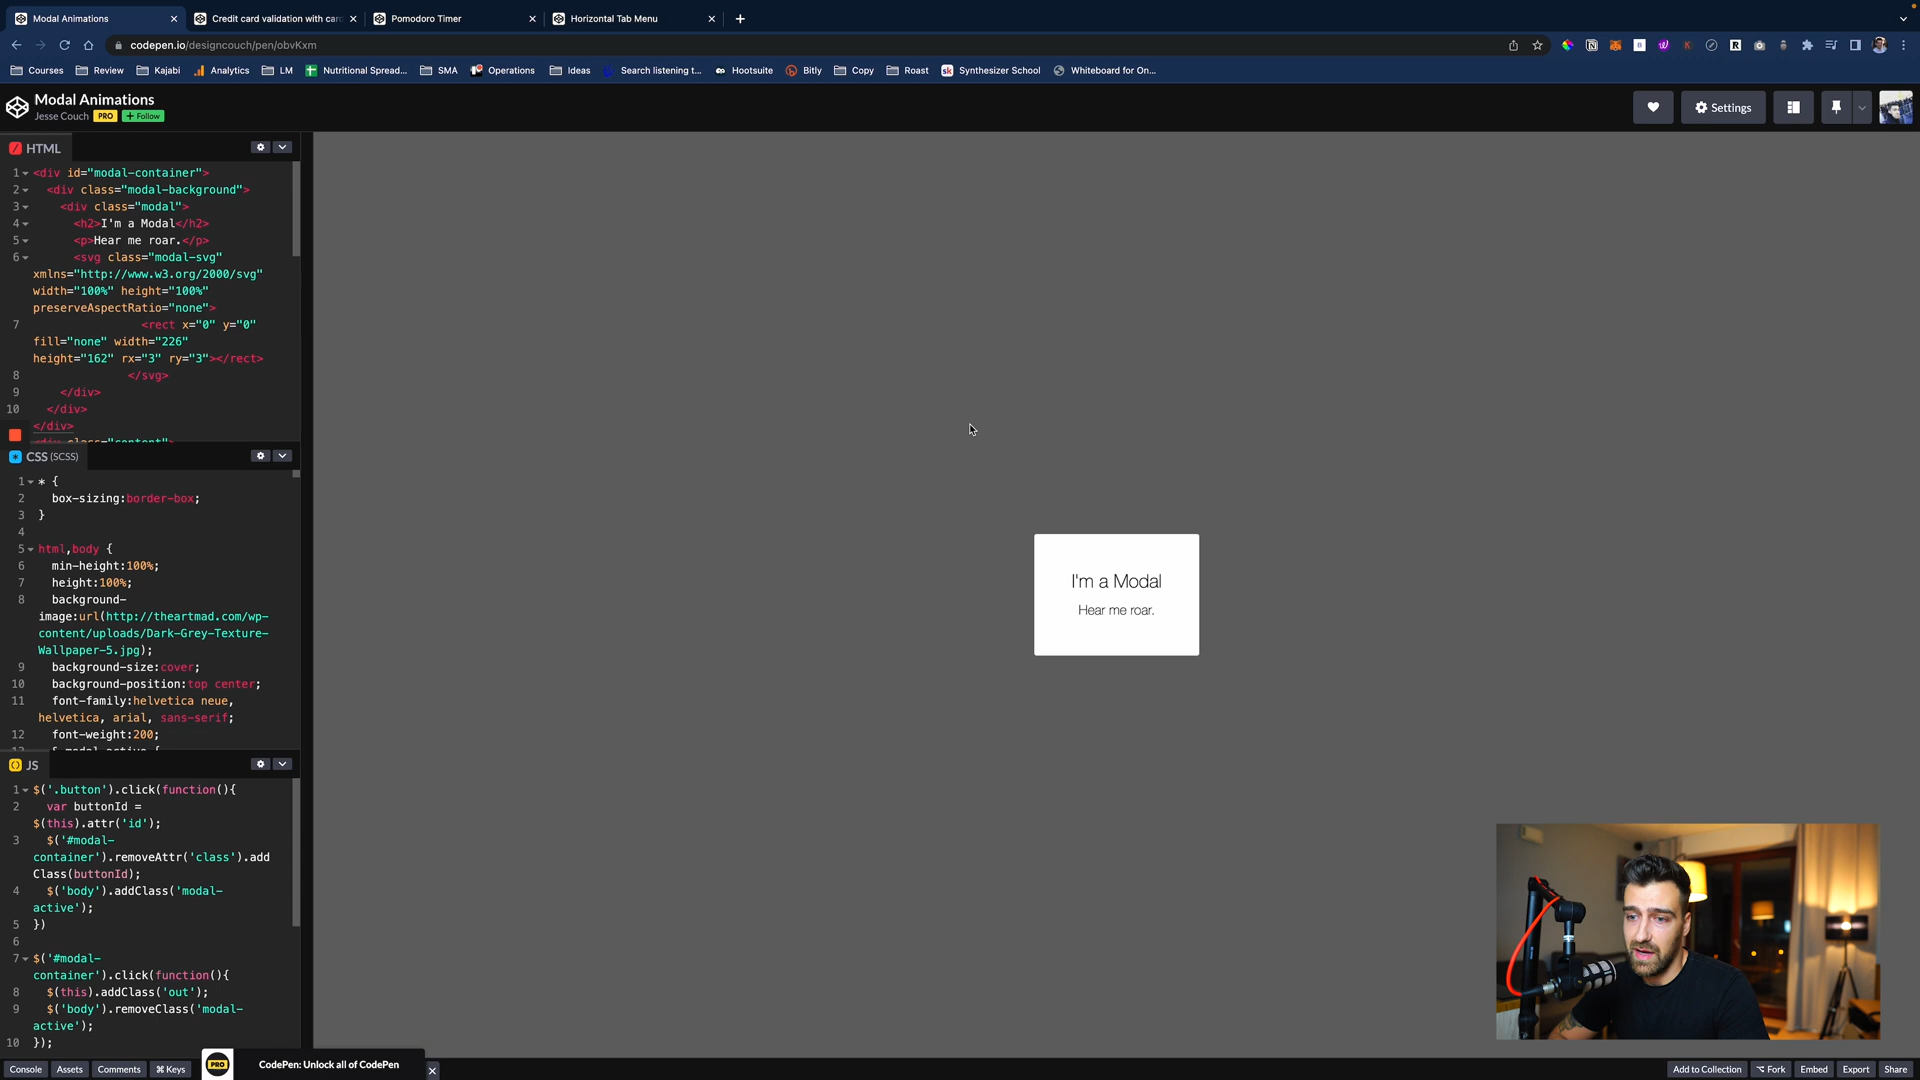 Modal Animations
Credit card validation with card
Pomodoro Timer
Horizontal Tab Menu
codepen.io/designcouch/pen/obvKxm
Courses
Review
Kajabi
Analytics
LM
Nutritional Spread...
SMA
Operations
Ideas
Search listening t...
Hootsuite
Bitly
Copy
Roast
sk Synthesizer School
Whiteboard for On...
Modal Animations
Jesse Couch PRO + Follow
Settings
HTML
1 <div id="modal-container">
2 <div class="modal-background">
3 <div class="modal">
4 <h2>I'm a Modal</h2>
5 <p>Hear me roar.</p>
6 <svg class="modal-svg"
xmlns="http://www.w3.org/2000/svg"
width="100%" height="100%"
preserveAspectRatio="none">
7 <rect x="0" y="0"
fill="none" width="226"
height="162" rx="3" ry="3"></rect>
8 </svg>
9 </div>
10 </div>
</div>
<div class="content">
CSS (SCSS)
1 * {
2 box-sizing:border-box;
3 }
4
5 html,body {
6 min-height:100%;
7 height:100%;
8 background-
image:url(http://theartmad.com/wp-
content/uploads/Dark-Grey-Texture-
Wallpaper-5.jpg);
9 background-size:cover;
10 background-position:top center;
11 font-family:helvetica neue,
helvetica, arial, sans-serif;
12 font-weight:200;
13 &.modal-active {
JS
1 $('.button').click(function(){
2 var buttonId =
$(this).attr('id');
3 $('#modal-
container').removeAttr('class').add
Class(buttonId);
4 $('body').addClass('modal-
active');
5 })
6
7 $('#modal-
container').click(function(){
8 $(this).addClass('out');
9 $('body').removeClass('modal-
active');
10 });
I'm a Modal
Hear me roar.
Console
Assets
Comments
⌘ Keys
PRO
CodePen: Unlock all of CodePen
Add to Collection
⌥ Fork
Embed
Export
Share